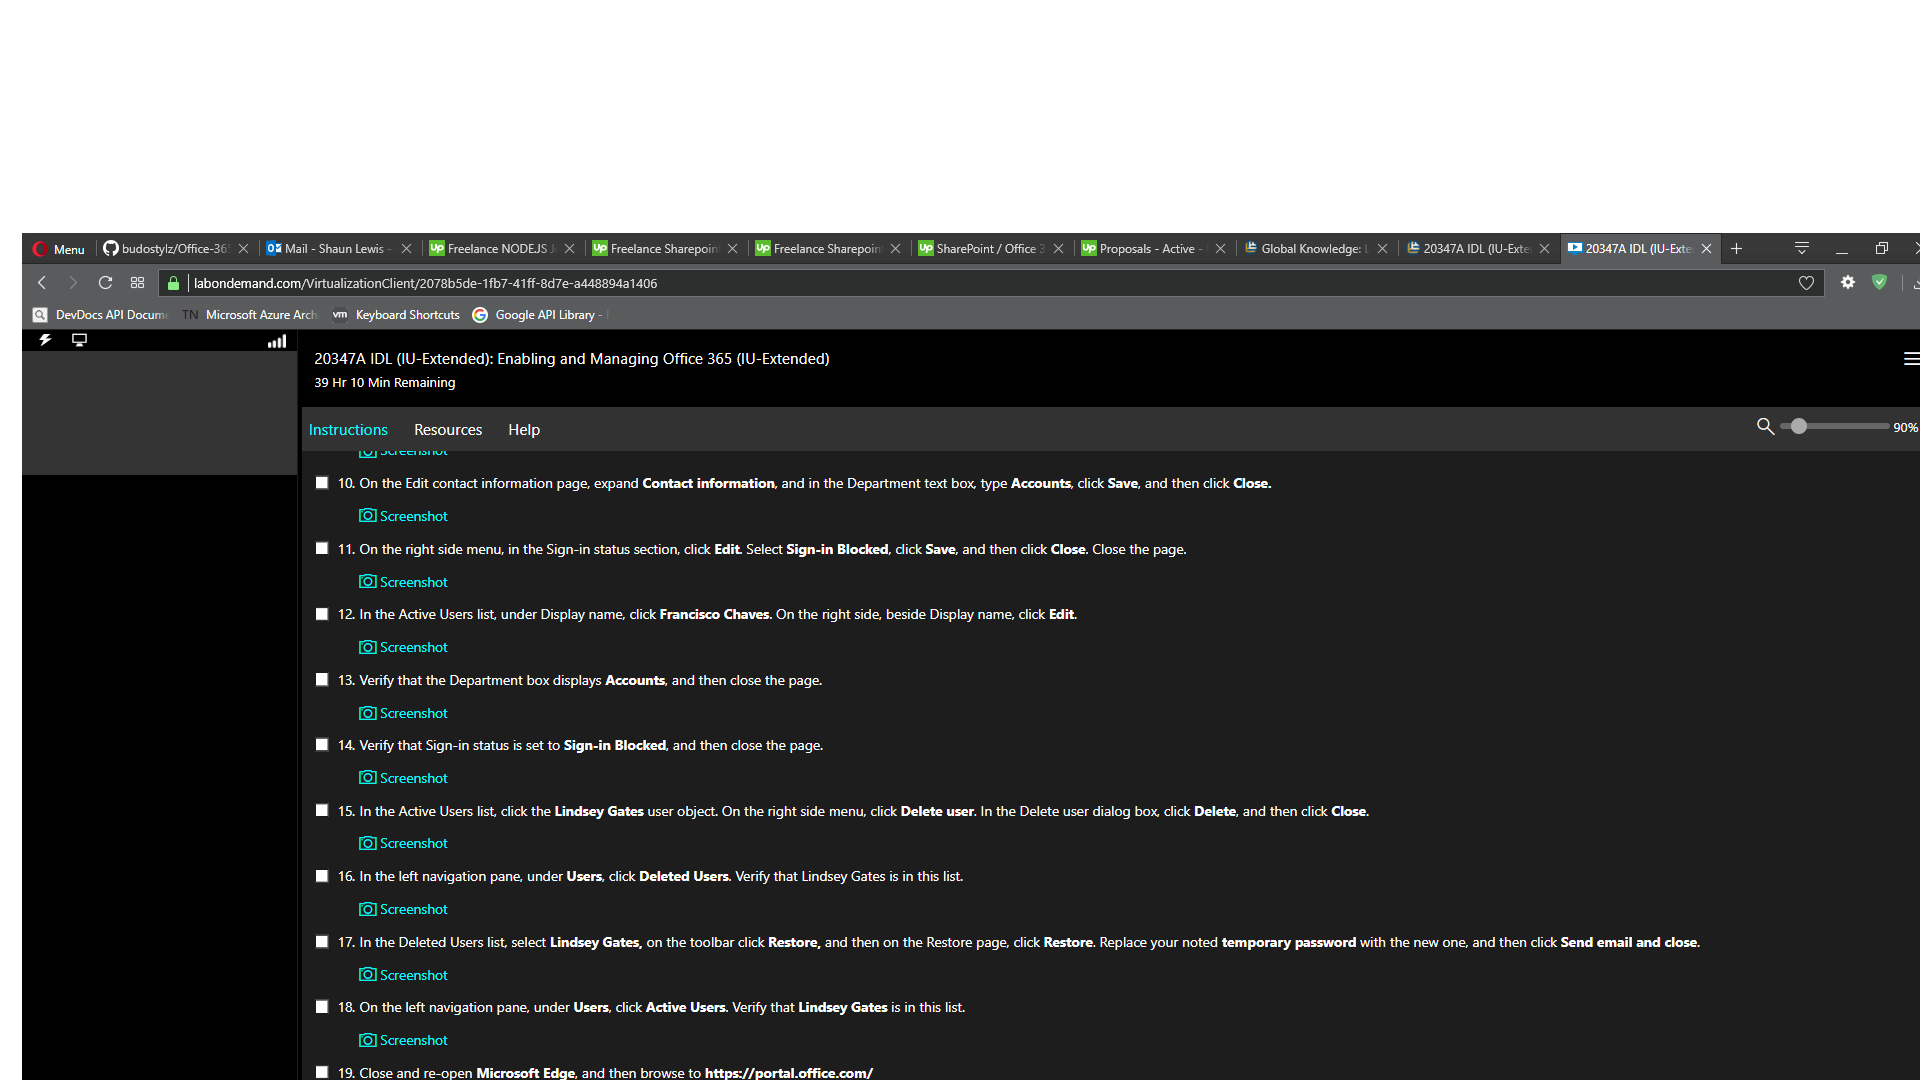 Menu
budostylz/Office-365
Mail - Shaun Lewis -
Freelance NODEJS J
Freelance Sharepoin
Freelance Sharepoin
SharePoint / Office 3
Proposals - Active -
Global Knowledge: L
20347A IDL (IU-Exte
20347A IDL (IU-Exte
labondemand.com/VirtualizationClient/2078b5de-1fb7-41ff-8d7e-a448894a1406
DevDocs API Docume
TN Microsoft Azure Arch
vm Keyboard Shortcuts
Google API Library -
20347A IDL (IU-Extended): Enabling and Managing Office 365 (IU-Extended)
39 Hr 10 Min Remaining
Instructions
Resources
Help
90%
Screenshot
10. On the Edit contact information page, expand Contact information, and in the Department text box, type Accounts, click Save, and then click Close.
Screenshot
11. On the right side menu, in the Sign-in status section, click Edit. Select Sign-in Blocked, click Save, and then click Close. Close the page.
Screenshot
12. In the Active Users list, under Display name, click Francisco Chaves. On the right side, beside Display name, click Edit.
Screenshot
13. Verify that the Department box displays Accounts, and then close the page.
Screenshot
14. Verify that Sign-in status is set to Sign-in Blocked, and then close the page.
Screenshot
15. In the Active Users list, click the Lindsey Gates user object. On the right side menu, click Delete user. In the Delete user dialog box, click Delete, and then click Close.
Screenshot
16. In the left navigation pane, under Users, click Deleted Users. Verify that Lindsey Gates is in this list.
Screenshot
17. In the Deleted Users list, select Lindsey Gates, on the toolbar click Restore, and then on the Restore page, click Restore. Replace your noted temporary password with the new one, and then click Send email and close.
Screenshot
18. On the left navigation pane, under Users, click Active Users. Verify that Lindsey Gates is in this list.
Screenshot
19. Close and re-open Microsoft Edge, and then browse to https://portal.office.com/